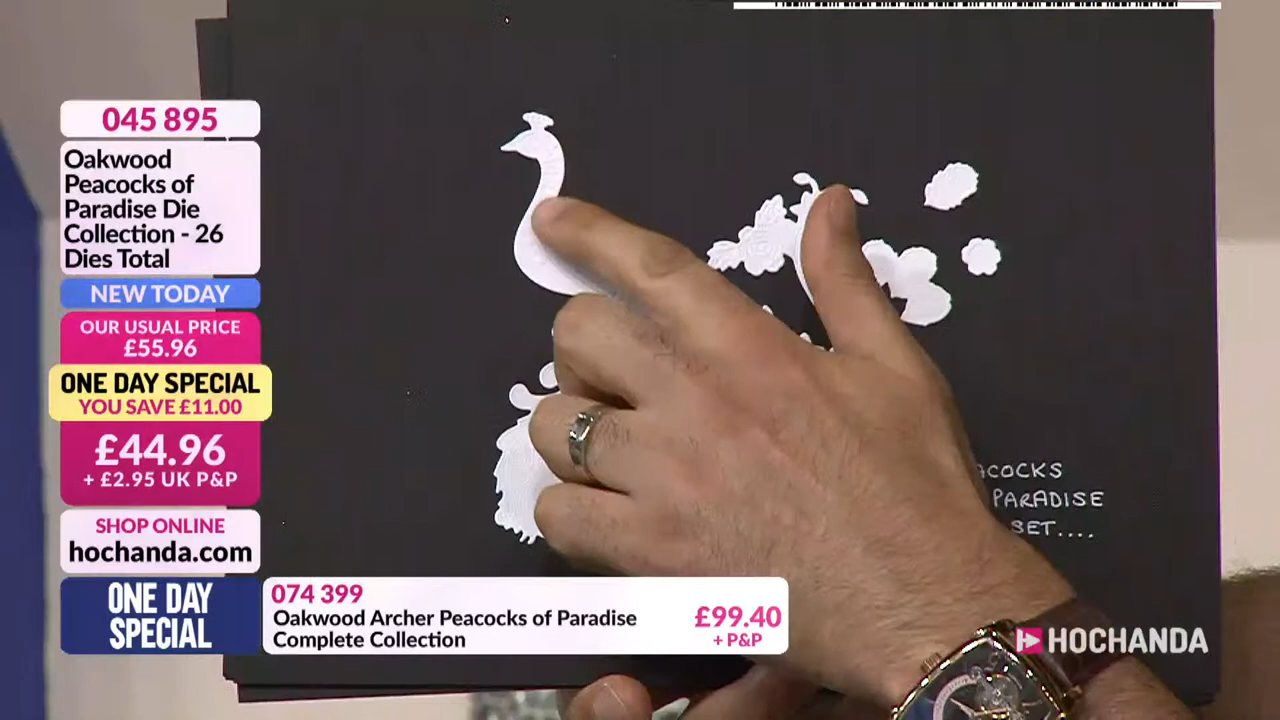 045 895
Oakwood
Peacocks of
Paradise Die
Collection - 26
Dies Total
NEW TODAY
OUR USUAL PRICE
£55.96
ONE DAY SPECIAL
YOU SAVE £11.00
£44.96
+ £2.95 UK P&P
SHOP ONLINE
hochanda.com
ONE DAY
SPECIAL
074 399
Oakwood Archer Peacocks of Paradise
Complete Collection
£99.40
+ P&P
PARADISE
SET....
HOCHANDA